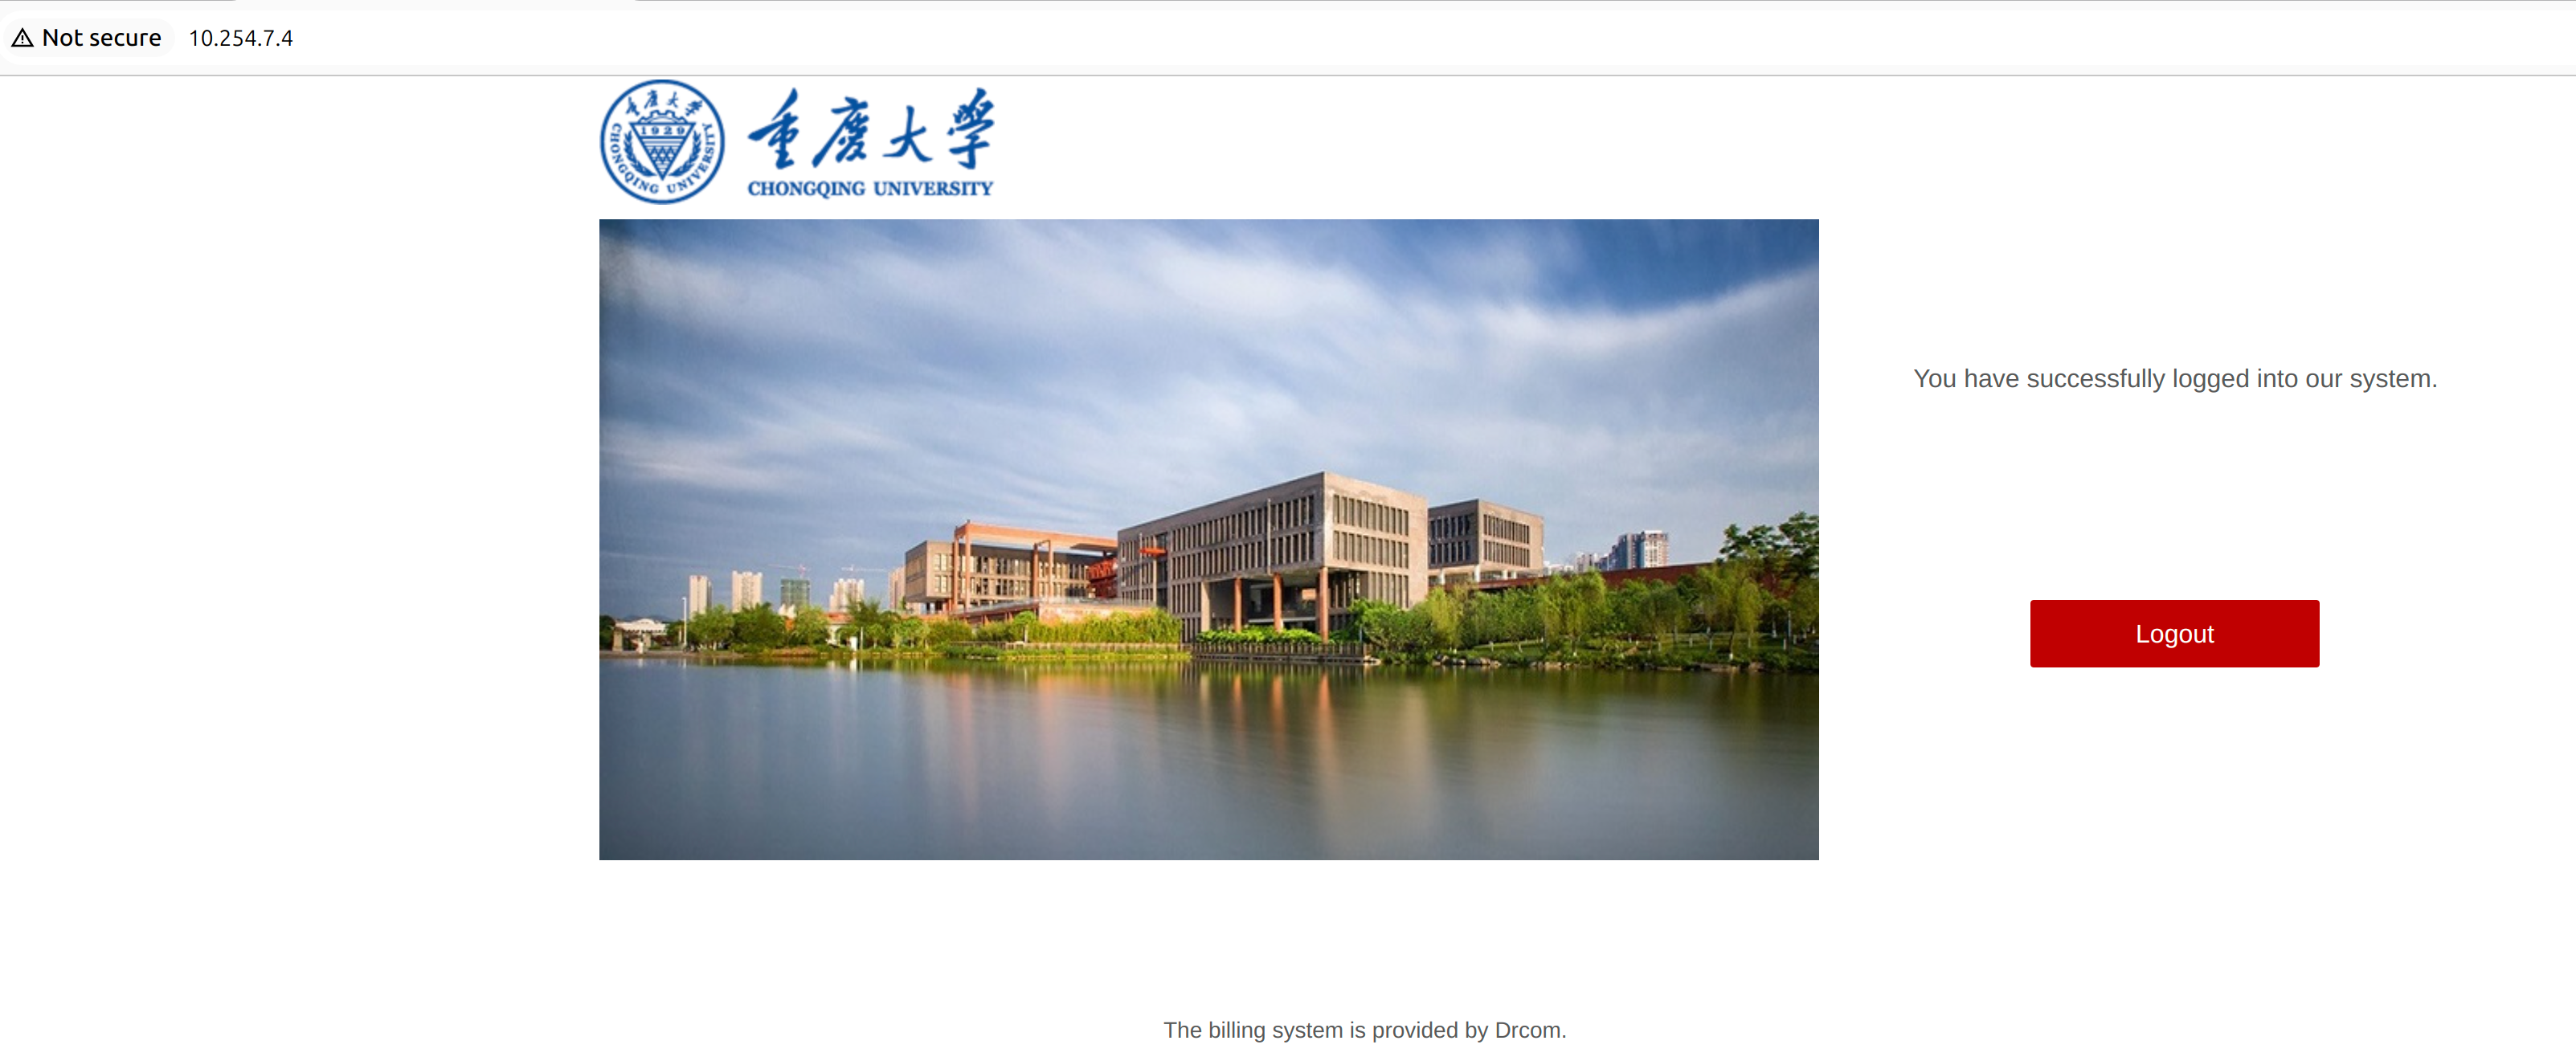 Not secure 10.254.7.4
重慶大學
1929
CHONGQING UNIVERSITY
重慶大學
CHONGQING UNIVERSITY
You have successfully logged into our system.
Logout
The billing system is provided by Drcom.